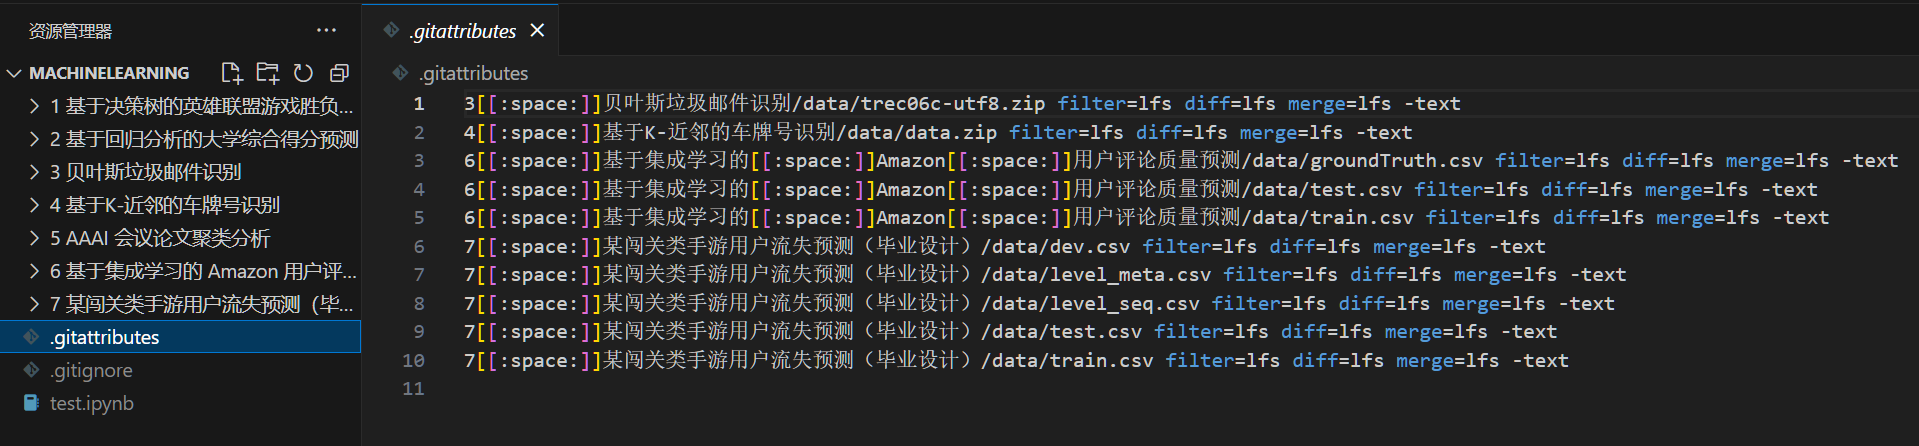 资源管理器
MACHINELEARNING
1 基于决策树的英雄联盟游戏胜负...
2 基于回归分析的大学综合得分预测
3 贝叶斯垃圾邮件识别
4 基于K-近邻的车牌号识别
5 AAAI 会议论文聚类分析
6 基于集成学习的 Amazon 用户评...
7 某闯关类手游用户流失预测（毕...
.gitattributes
.gitignore
test.ipynb
.gitattributes
.gitattributes
1 3[[:space:]]贝叶斯垃圾邮件识别/data/trec06c-utf8.zip filter=lfs diff=lfs merge=lfs -text
2 4[[:space:]]基于K-近邻的车牌号识别/data/data.zip filter=lfs diff=lfs merge=lfs -text
3 6[[:space:]]基于集成学习的[[:space:]]Amazon[[:space:]]用户评论质量预测/data/groundTruth.csv filter=lfs diff=lfs merge=lfs -text
4 6[[:space:]]基于集成学习的[[:space:]]Amazon[[:space:]]用户评论质量预测/data/test.csv filter=lfs diff=lfs merge=lfs -text
5 6[[:space:]]基于集成学习的[[:space:]]Amazon[[:space:]]用户评论质量预测/data/train.csv filter=lfs diff=lfs merge=lfs -text
6 7[[:space:]]某闯关类手游用户流失预测（毕业设计）/data/dev.csv filter=lfs diff=lfs merge=lfs -text
7 7[[:space:]]某闯关类手游用户流失预测（毕业设计）/data/level_meta.csv filter=lfs diff=lfs merge=lfs -text
8 7[[:space:]]某闯关类手游用户流失预测（毕业设计）/data/level_seq.csv filter=lfs diff=lfs merge=lfs -text
9 7[[:space:]]某闯关类手游用户流失预测（毕业设计）/data/test.csv filter=lfs diff=lfs merge=lfs -text
10 7[[:space:]]某闯关类手游用户流失预测（毕业设计）/data/train.csv filter=lfs diff=lfs merge=lfs -text
11